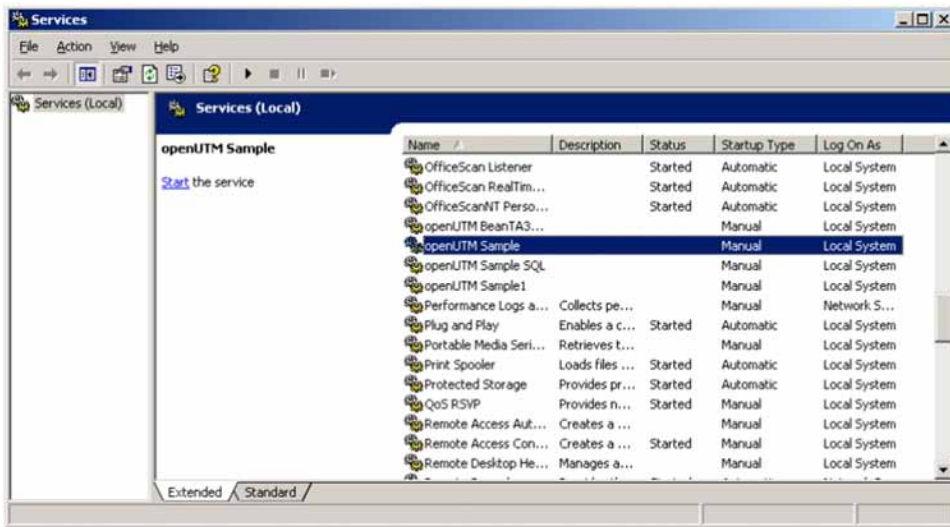 Services
File Action View Help
Services (Local)
Services (Local)
openUTM Sample
Start the service
Name Description Status Startup Type Log On As
OfficeScan Listener Started Automatic Local System
OfficeScan RealTim... Started Automatic Local System
OfficeScanNT Perso... Started Automatic Local System
openUTM BeanTA3... Manual Local System
openUTM Sample Manual Local System
openUTM Sample SQL Manual Local System
openUTM Sample1 Manual Local System
Performance Logs a... Collects pe... Manual Network S...
Plug and Play Enables a c... Started Automatic Local System
Portable Media Seri... Retrieves t... Manual Local System
Print Spooler Loads files ... Started Automatic Local System
Protected Storage Provides pr... Started Automatic Local System
QoS RSVP Provides n... Started Manual Local System
Remote Access Aut... Creates a ... Manual Local System
Remote Access Con... Creates a ... Started Manual Local System
Remote Desktop He... Manages a... Manual Local System
Extended Standard